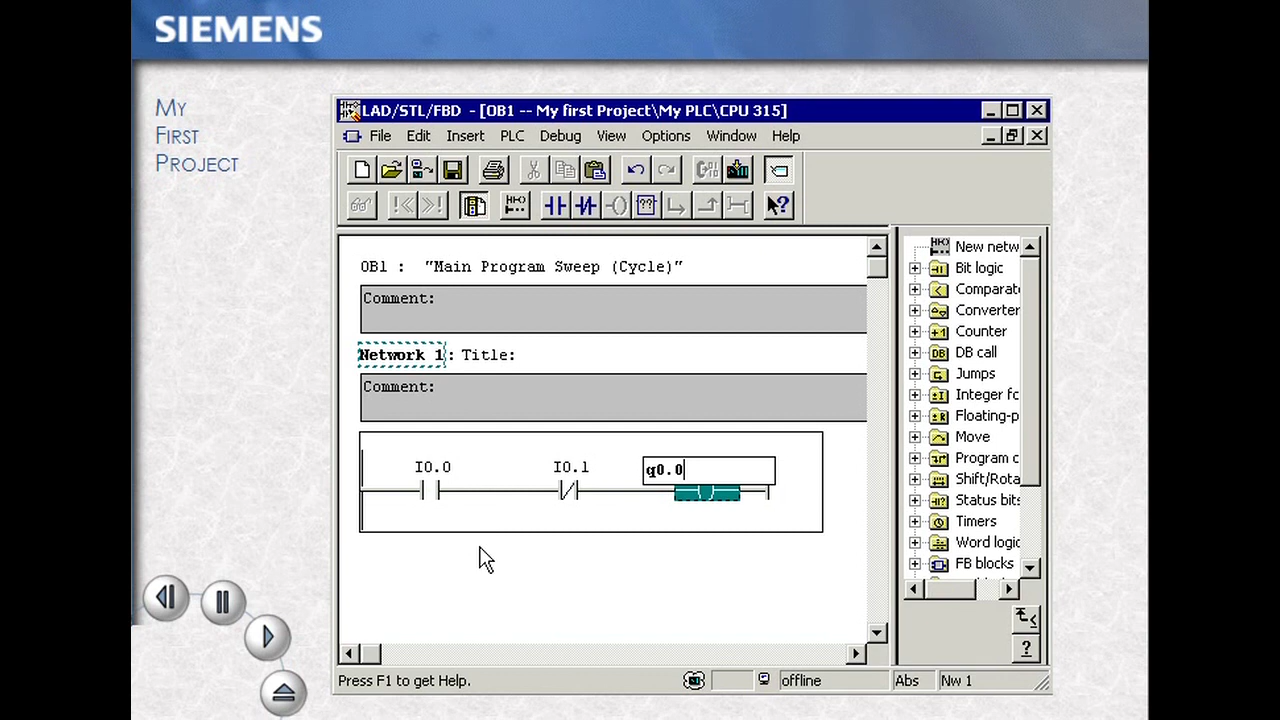 SIEMENS
MY
FIRST
PROJECT
LAD/STL/FBD - [OB1 -- My first Project\My PLC\CPU 315]
File Edit Insert PLC Debug View Options Window Help
OB1 : "Main Program Sweep (Cycle)"
Comment:
Network 1: Title:
Comment:
I0.0 I0.1 q0.0
New netw
Bit logic
Comparato
Converter
Counter
DB call
Jumps
Integer fc
Floating-p
Move
Program c
Shift/Rota
Status bits
Timers
Word logic
FB blocks
Press F1 to get Help. offline Abs Nw 1